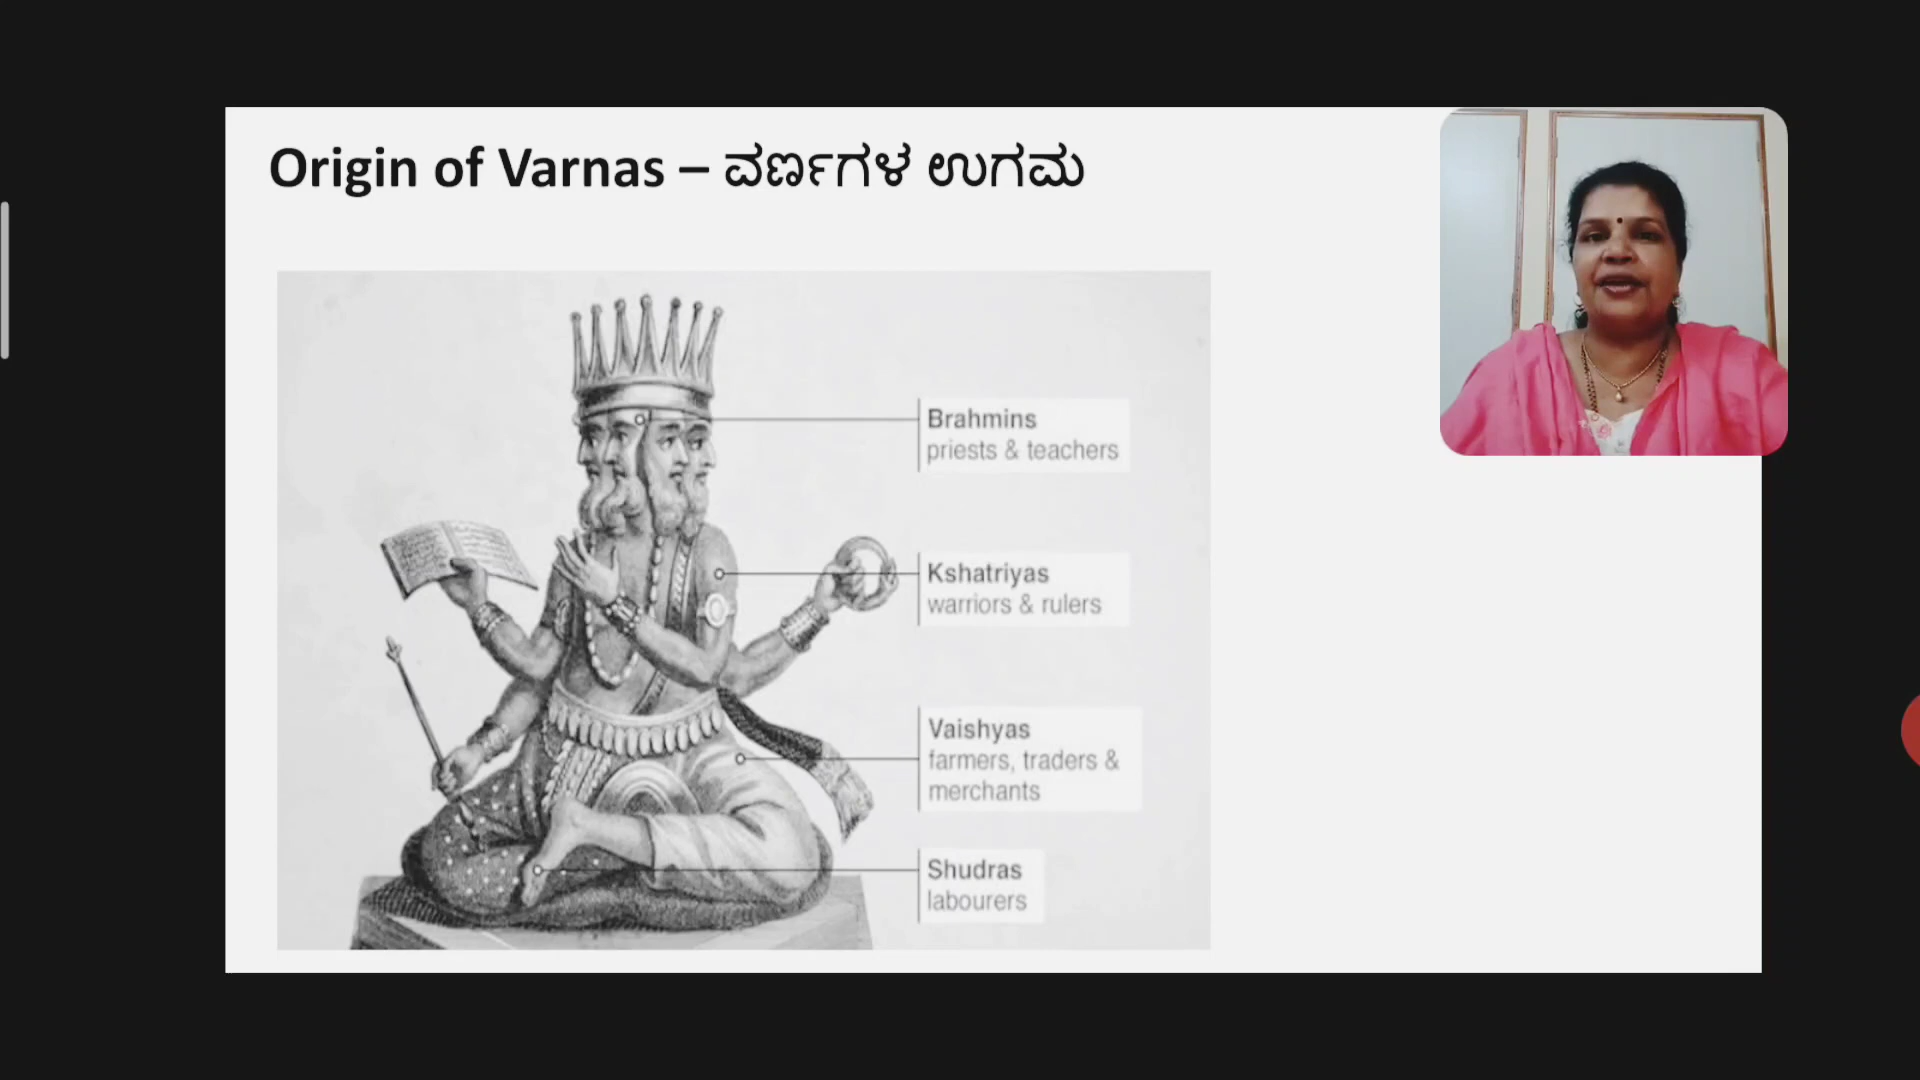 Origin of Varnas – ವರ್ಣಗಳ ಉಗಮ
Brahmins
priests & teachers
Kshatriyas
warriors & rulers
Vaishyas
farmers, traders &
merchants
Shudras
labourers